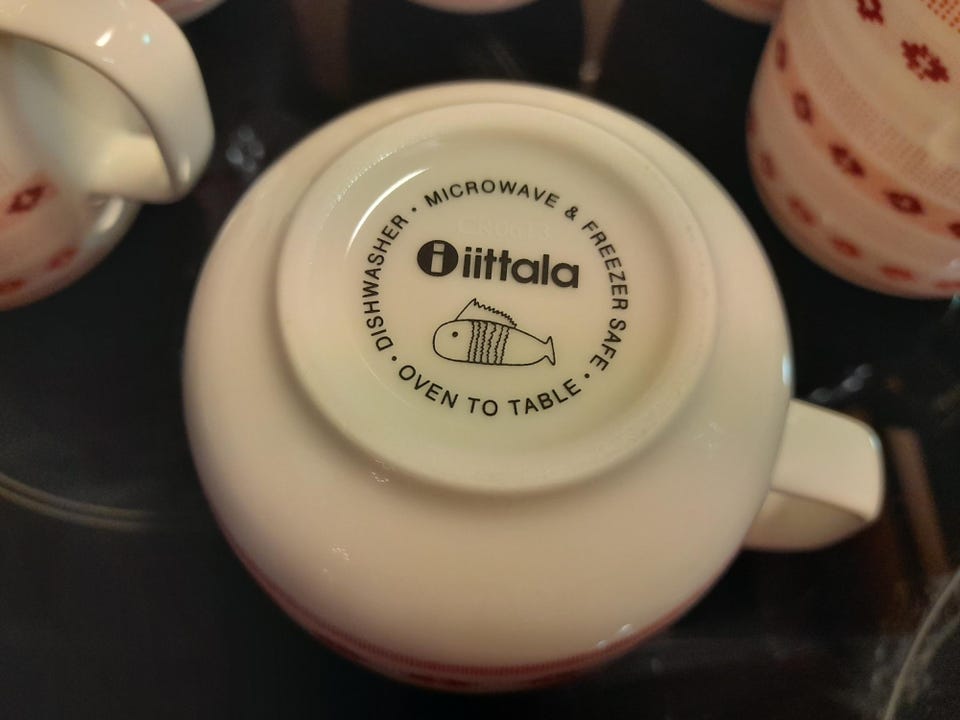 DISHWASHER · MICROWAVE & FREEZER SAFE · OVEN TO TABLE ·
i iittala